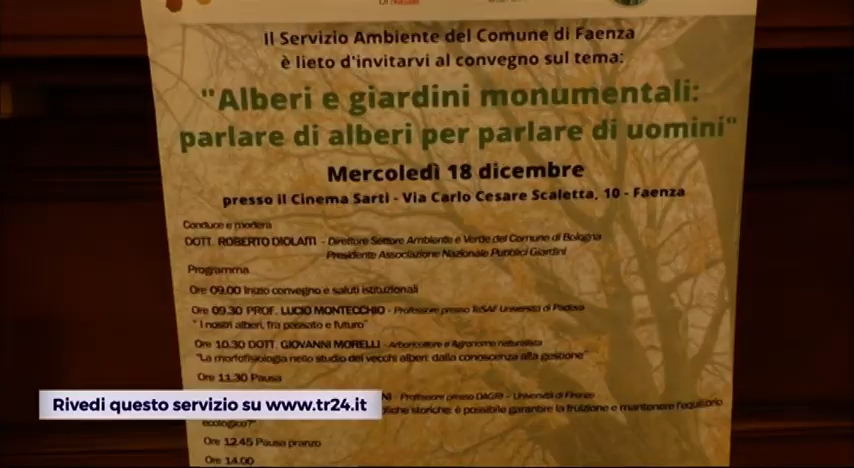 Il Servizio Ambiente del Comune di Faenza
è lieto d'invitarvi al convegno sul tema:
"Alberi e giardini monumentali:
parlare di alberi per parlare di uomini"
Mercoledì 18 dicembre
presso il Cinema Sarti - Via Carlo Cesare Scaletta, 10 - Faenza
Conduce e modera
DOTT. ROBERTO DIOLAITI - Direttore Settore Ambiente e Verde del Comune di Bologna
Presidente Associazione Nazionale Pubblici Giardini
Programma
Ore 09.00 Inizio convegno e saluti istituzionali
Ore 09.30 PROF. LUCIO MONTECCHIO - Professore presso TeSAF Università di Padova
"I nostri alberi, fra passato e futuro"
Ore 10.30 DOTT. GIOVANNI MORELLI - Arboricoltore e Agronomo naturalista
"La morfofisiologia nello studio dei vecchi alberi: dalla conoscenza alla gestione"
Ore 11.30 Pausa
NI - Professore presso DAGRI - Università di Firenze
Rivedi questo servizio su www.tr24.it
storiche: è possibile garantire la fruizione e mantenere l'equilibrio
ecologico?"
Ore 12.45 Pausa pranzo
Ore 14.00